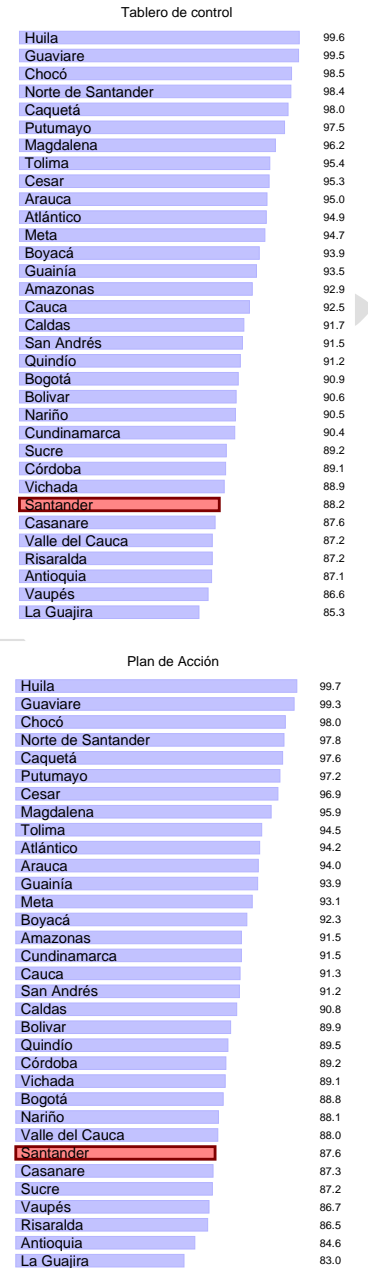 Tablero de control
Huila 99.6
Guaviare 99.5
Chocó 98.5
Norte de Santander 98.4
Caquetá 98.0
Putumayo 97.5
Magdalena 96.2
Tolima 95.4
Cesar 95.3
Arauca 95.0
Atlántico 94.9
Meta 94.7
Boyacá 93.9
Guainía 93.5
Amazonas 92.9
Cauca 92.5
Caldas 91.7
San Andrés 91.5
Quindío 91.2
Bogotá 90.9
Bolivar 90.6
Nariño 90.5
Cundinamarca 90.4
Sucre 89.2
Córdoba 89.1
Vichada 88.9
Santander 88.2
Casanare 87.6
Valle del Cauca 87.2
Risaralda 87.2
Antioquia 87.1
Vaupés 86.6
La Guajira 85.3
Plan de Acción
Huila 99.7
Guaviare 99.3
Chocó 98.0
Norte de Santander 97.8
Caquetá 97.6
Putumayo 97.2
Cesar 96.9
Magdalena 95.9
Tolima 94.5
Atlántico 94.2
Arauca 94.0
Guainía 93.9
Meta 93.1
Boyacá 92.3
Amazonas 91.5
Cundinamarca 91.5
Cauca 91.3
San Andrés 91.2
Caldas 90.8
Bolivar 89.9
Quindío 89.5
Córdoba 89.2
Vichada 89.1
Bogotá 88.8
Nariño 88.1
Valle del Cauca 88.0
Santander 87.6
Casanare 87.3
Sucre 87.2
Vaupés 86.7
Risaralda 86.5
Antioquia 84.6
La Guajira 83.0